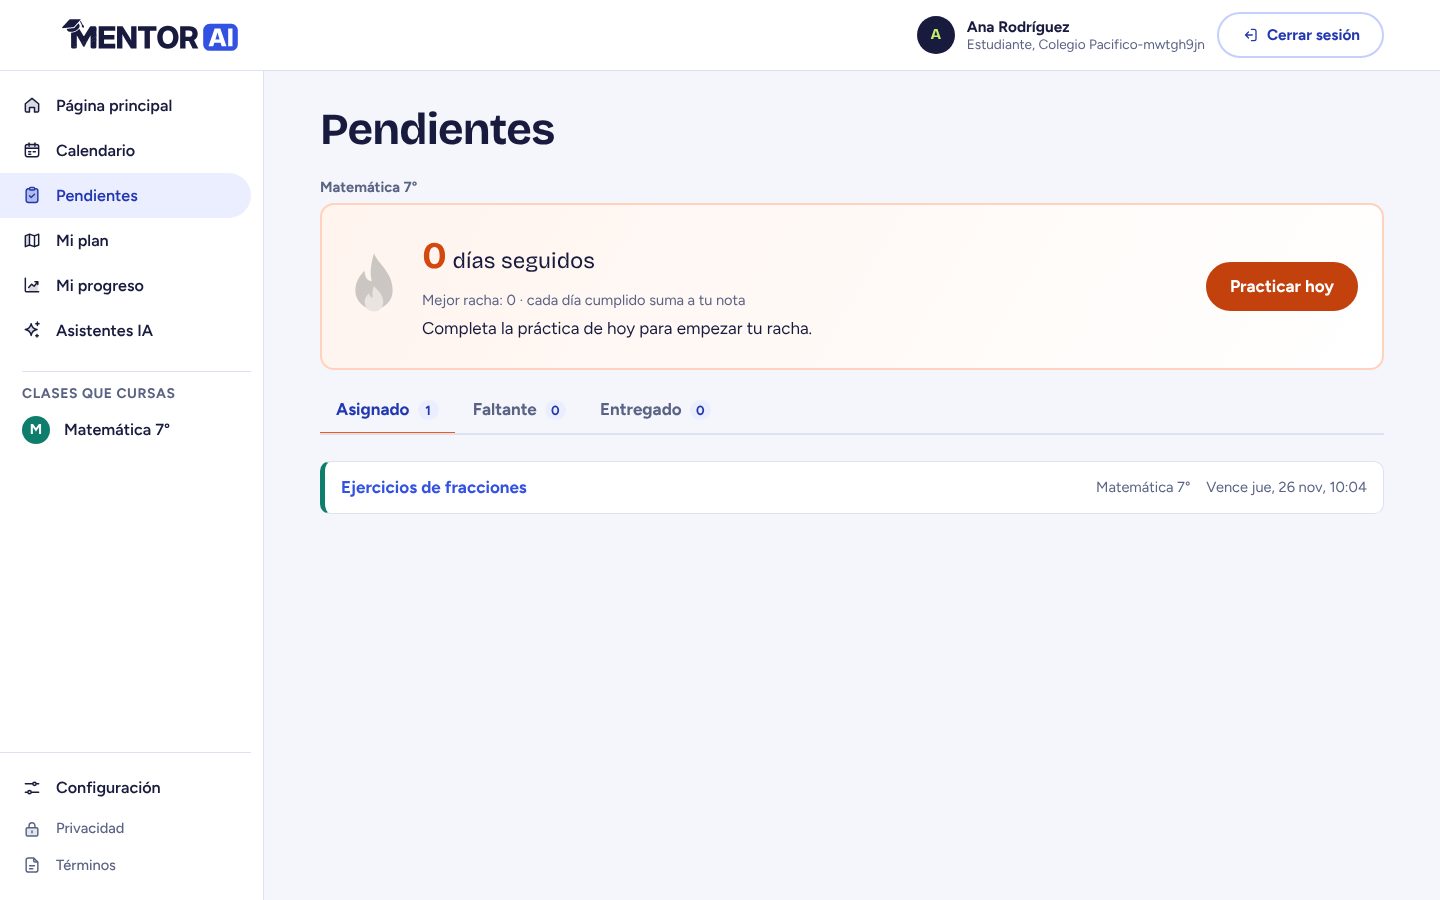 MENTOR AI
A
Ana Rodríguez
Estudiante, Colegio Pacifico-mwtgh9jn
Cerrar sesión
Página principal
Calendario
Pendientes
Mi plan
Mi progreso
Asistentes IA
CLASES QUE CURSAS
M Matemática 7°
Configuración
Privacidad
Términos
Pendientes
Matemática 7°
0 días seguidos
Mejor racha: 0 · cada día cumplido suma a tu nota
Completa la práctica de hoy para empezar tu racha.
Practicar hoy
Asignado 1 Faltante 0 Entregado 0
Ejercicios de fracciones Matemática 7° Vence jue, 26 nov, 10:04